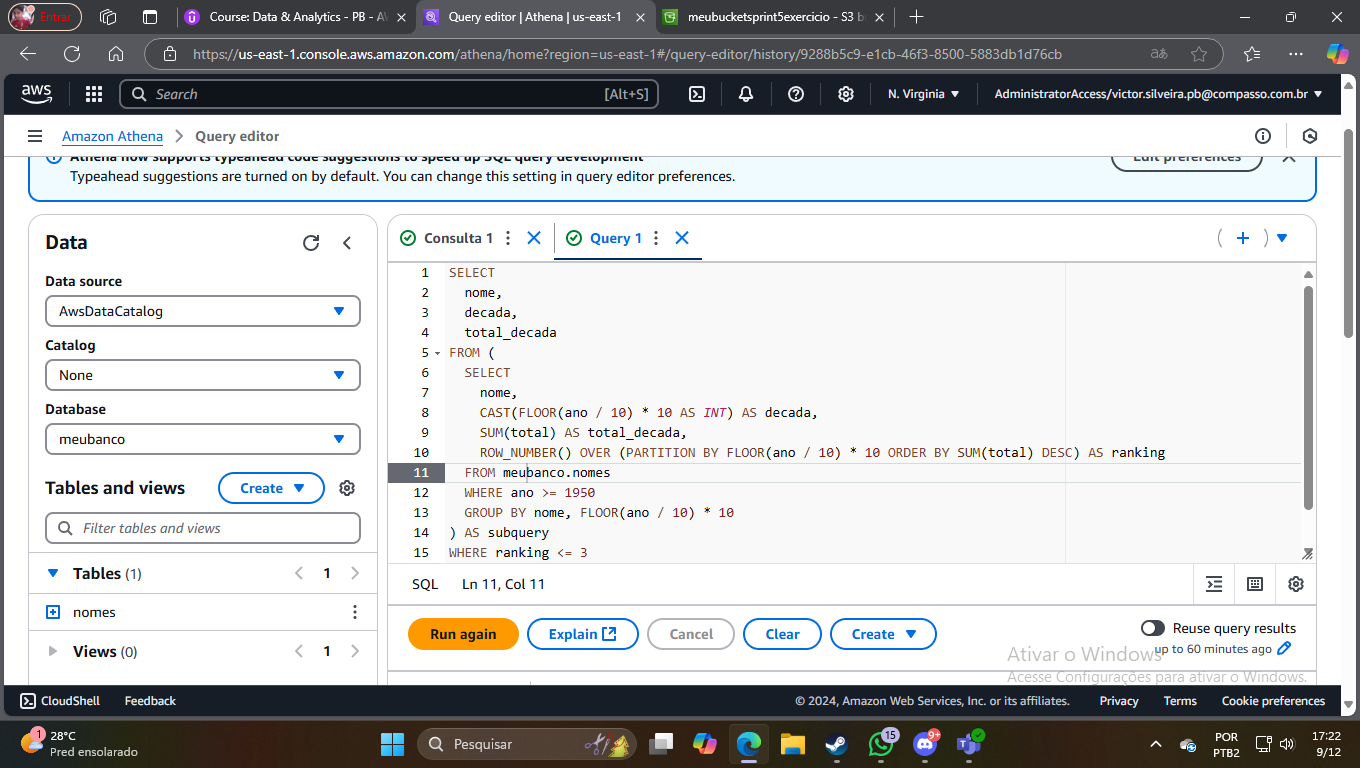 Entrar
Course: Data & Analytics - PB - AW
Query editor | Athena | us-east-1
meubucketsprint5exercicio - S3 b
https://us-east-1.console.aws.amazon.com/athena/home?region=us-east-1#/query-editor/history/9288b5c9-e1cb-46f3-8500-5883db1d76cb
aあ
aws
Search
[Alt+S]
N. Virginia
AdministratorAccess/victor.silveira.pb@compasso.com.br
Amazon Athena
Query editor
Athena now supports typeahead code suggestions to speed up SQL query development
Typeahead suggestions are turned on by default. You can change this setting in query editor preferences.
Edit preferences
Data
Data source
AwsDataCatalog
Catalog
None
Database
meubanco
Tables and views
Create
Filter tables and views
Tables (1)
1
nomes
Views (0)
1
Consulta 1
Query 1
1 SELECT
2 nome,
3 decada,
4 total_decada
5 FROM (
6 SELECT
7 nome,
8 CAST(FLOOR(ano / 10) * 10 AS INT) AS decada,
9 SUM(total) AS total_decada,
10 ROW_NUMBER() OVER (PARTITION BY FLOOR(ano / 10) * 10 ORDER BY SUM(total) DESC) AS ranking
11 FROM meubanco.nomes
12 WHERE ano >= 1950
13 GROUP BY nome, FLOOR(ano / 10) * 10
14 ) AS subquery
15 WHERE ranking <= 3
SQL
Ln 11, Col 11
Run again
Explain
Cancel
Clear
Create
Reuse query results
up to 60 minutes ago
Ativar o Windows
Acesse Configurações para ativar o Windows.
CloudShell
Feedback
© 2024, Amazon Web Services, Inc. or its affiliates.
Privacy
Terms
Cookie preferences
1
28°C
Pred ensolarado
Pesquisar
15
9+
POR
PTB2
17:22
9/12